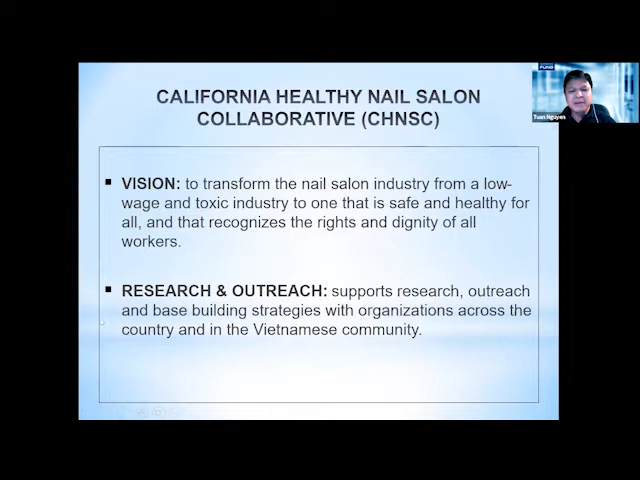 CALIFORNIA HEALTHY NAIL SALON
COLLABORATIVE (CHNSC)
▪ VISION: to transform the nail salon industry from a low-
wage and toxic industry to one that is safe and healthy for
all, and that recognizes the rights and dignity of all
workers.
▪ RESEARCH & OUTREACH: supports research, outreach
and base building strategies with organizations across the
country and in the Vietnamese community.
FUND
Tuan Nguyen